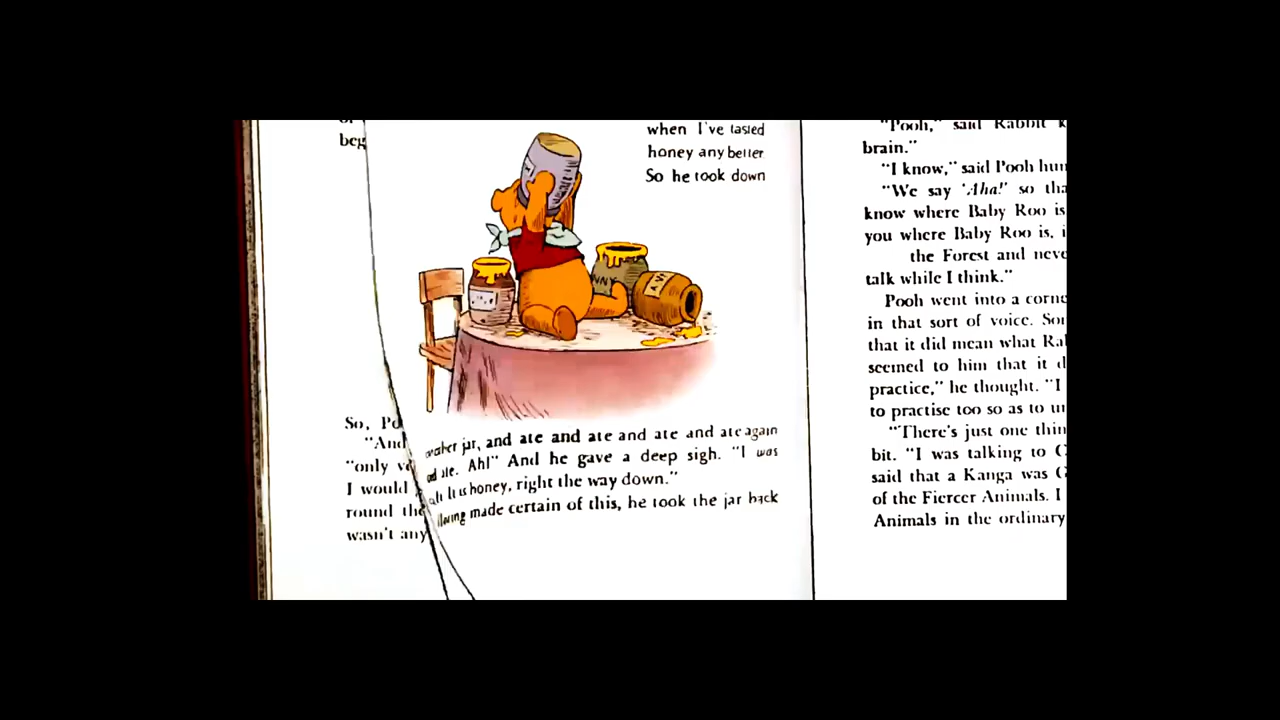 beg
So, Po
"And
"only ve
I would
round the
wasn't any
when I've tasted
honey any better
So he took down
jar, and ate and ate and ate and ate again
ate. Ah!" And he gave a deep sigh. "I was
It is honey, right the way down."
made certain of this, he took the jar back
"Pooh," said Rabbit k
brain."
"I know," said Pooh hum
"We say 'Aha!' so tha
know where Baby Roo is
you where Baby Roo is, i
the Forest and neve
talk while I think."
Pooh went into a corne
in that sort of voice. Som
that it did mean what Rab
seemed to him that it d
practice," he thought. "I
to practise too so as to un
"There's just one thin
bit. "I was talking to C
said that a Kanga was G
of the Fiercer Animals. I
Animals in the ordinary